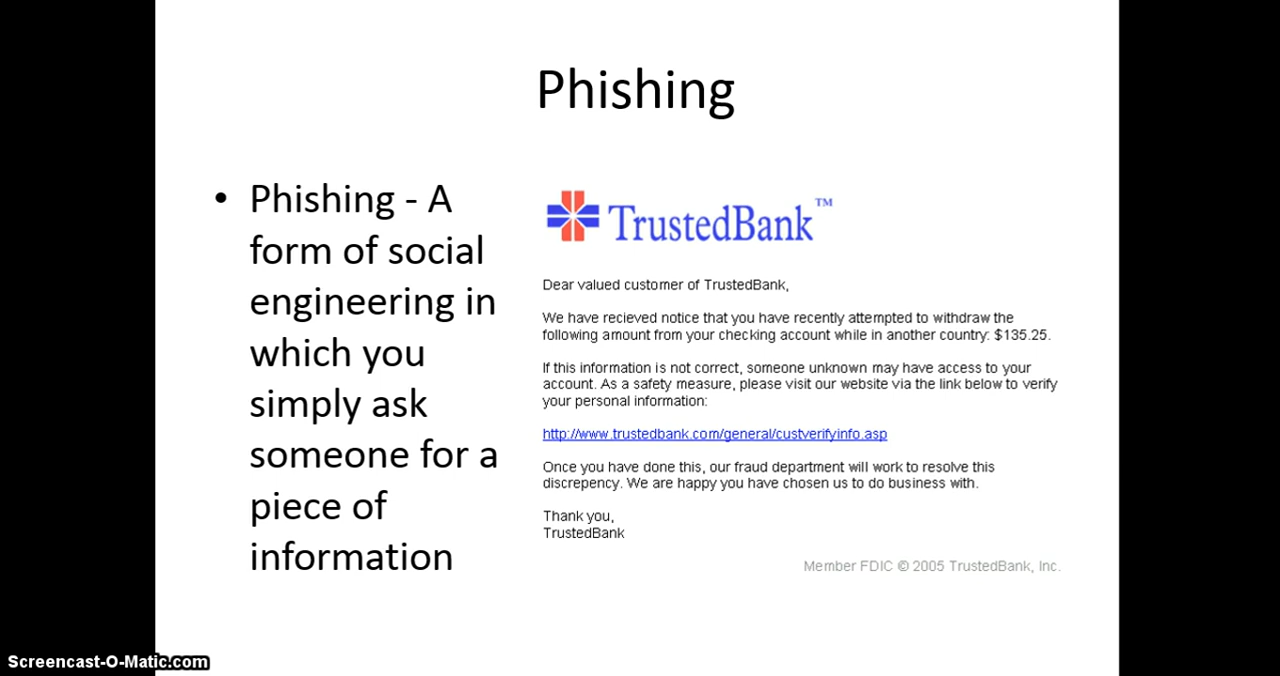 Phishing
• Phishing - A
form of social
engineering in
which you
simply ask
someone for a
piece of
information
TrustedBank™
Dear valued customer of TrustedBank,
We have recieved notice that you have recently attempted to withdraw the
following amount from your checking account while in another country: $135.25.
If this information is not correct, someone unknown may have access to your
account. As a safety measure, please visit our website via the link below to verify
your personal information:
http://www.trustedbank.com/general/custverifyinfo.asp
Once you have done this, our fraud department will work to resolve this
discrepency. We are happy you have chosen us to do business with.
Thank you,
TrustedBank
Member FDIC © 2005 TrustedBank, Inc.
Screencast-O-Matic.com